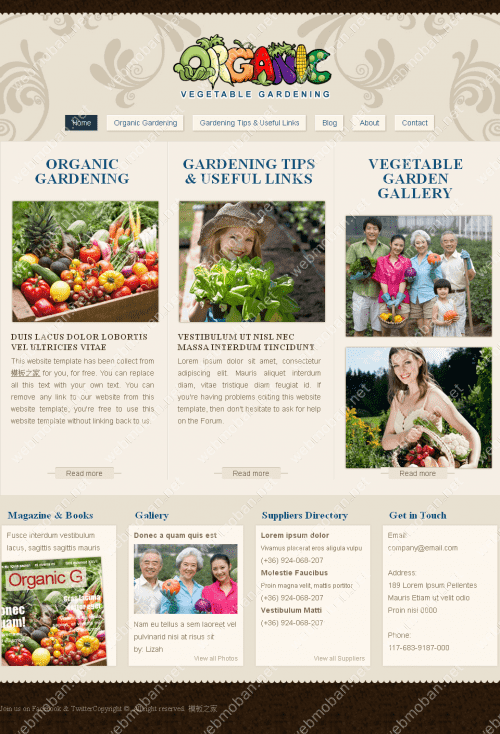 ORGANIC
VEGETABLE GARDENING
Home
Organic Gardening
Gardening Tips & Useful Links
Blog
About
Contact
ORGANIC
GARDENING
DUIS LACUS DOLOR LOBORTIS
VEL ULTRICIES VITAE
This website template has been collect from
模板之家 for you, for free. You can replace
all this text with your own text. You can
remove any link to our website from this
website template, you're free to use this
website template without linking back to us.
Read more
GARDENING TIPS
& USEFUL LINKS
VESTIBULUM UT NISL NEC
MASSA INTERDUM TINCIDUNT
Lorem ipsum dolor sit amet, consectetur
adipiscing elit. Mauris aliquet interdum
diam, vitae tristique diam feugiat id. If
you're having problems editing this website
template, then don't hesitate to ask for help
on the Forum.
Read more
VEGETABLE
GARDEN
GALLERY
Read more
Magazine & Books
Fusce interdum vestibulum
lacus, sagittis sagittis mauris
Organic G
Gallery
Donec a quam quis est
Nam eu tellus a sem laoreet vel
pulvinarid nisi at risus sit
by: Lizah
View all Photos
Suppliers Directory
Lorem ipsum dolor
Vivamus placerat eros aliquia vulpu
(+36) 924-068-207
Molestie Faucibus
Proin magna velit, mattis porttitor
(+36) 924-068-207
Vestibulum Matti
(+36) 924-068-207
View all Suppliers
Get in Touch
Email:
company@email.com
Address:
189 Lorem Ipsum Pellentes
Mauris Etiam ut velit odio
Proin nisi 0000
Phone:
117-683-9187-000
Join us on Facebook & TwitterCopyright ©. All right reserved. 模板之家